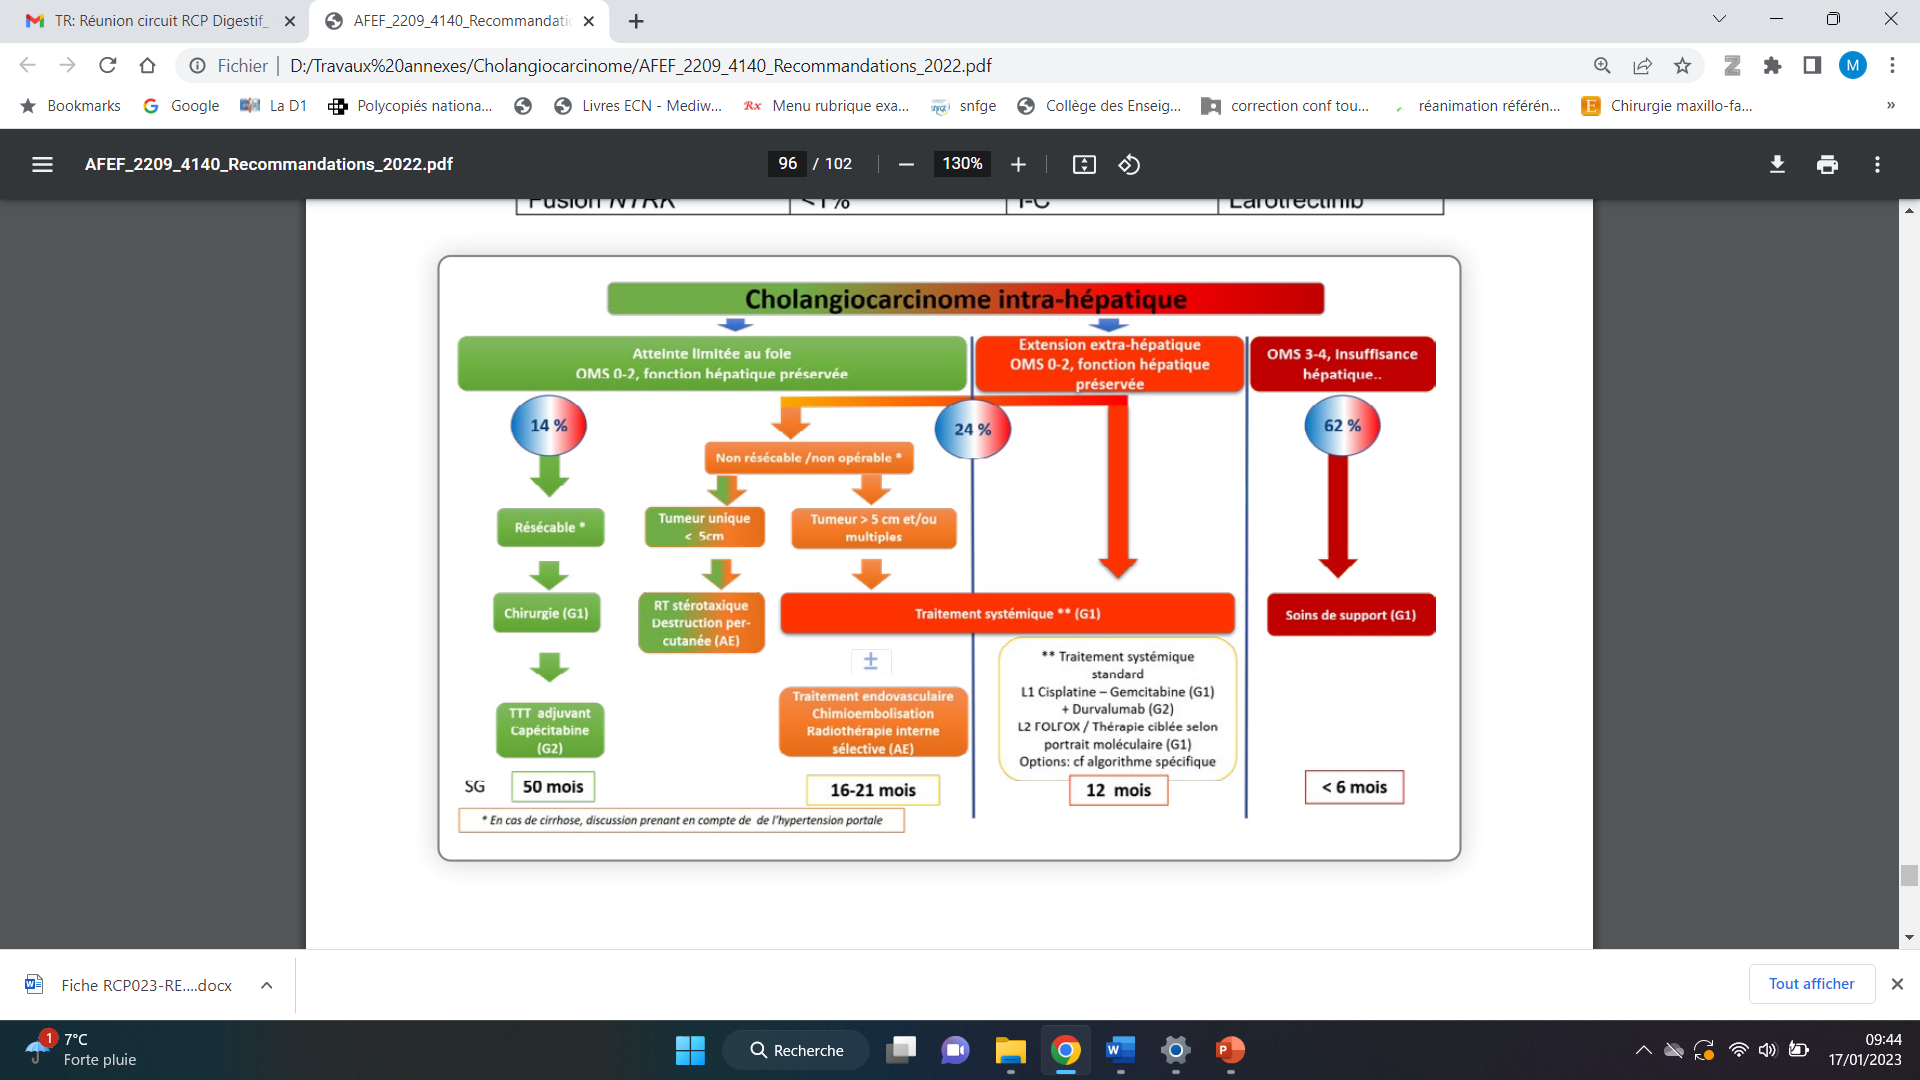 TR: Réunion circuit RCP Digestif_
AFEF_2209_4140_Recommandatio
Fichier
D:/Travaux%20annexes/Cholangiocarcinome/AFEF_2209_4140_Recommandations_2022.pdf
M
Bookmarks
Google
La D1
Polycopiés nationa...
Livres ECN - Mediw...
Rx
Menu rubrique exa...
snfge
Collège des Enseig...
correction conf tou...
réanimation référén...
E
Chirurgie maxillo-fa...
»
AFEF_2209_4140_Recommandations_2022.pdf
96 / 102
130%
Fusion NTRK
<1%
I-C
Larotrectinib
Cholangiocarcinome intra-hépatique
Atteinte limitée au foie
OMS 0-2, fonction hépatique préservée
Extension extra-hépatique
OMS 0-2, fonction hépatique
préservée
OMS 3-4, Insuffisance
hépatique..
14 %
24 %
62 %
Non résécable /non opérable *
Résécable *
Tumeur unique
< 5cm
Tumeur > 5 cm et/ou
multiples
Chirurgie (G1)
RT stérotaxique
Destruction per-
cutanée (AE)
Traitement systémique ** (G1)
Soins de support (G1)
±
TTT adjuvant
Capécitabine
(G2)
Traitement endovasculaire
Chimioembolisation
Radiothérapie interne
sélective (AE)
** Traitement systémique
standard
L1 Cisplatine – Gemcitabine (G1)
+ Durvalumab (G2)
L2 FOLFOX / Thérapie ciblée selon
portrait moléculaire (G1)
Options: cf algorithme spécifique
SG
50 mois
16-21 mois
12 mois
< 6 mois
* En cas de cirrhose, discussion prenant en compte de de l'hypertension portale
Fiche RCP023-RE....docx
Tout afficher
1
7°C
Forte pluie
Recherche
09:44
17/01/2023